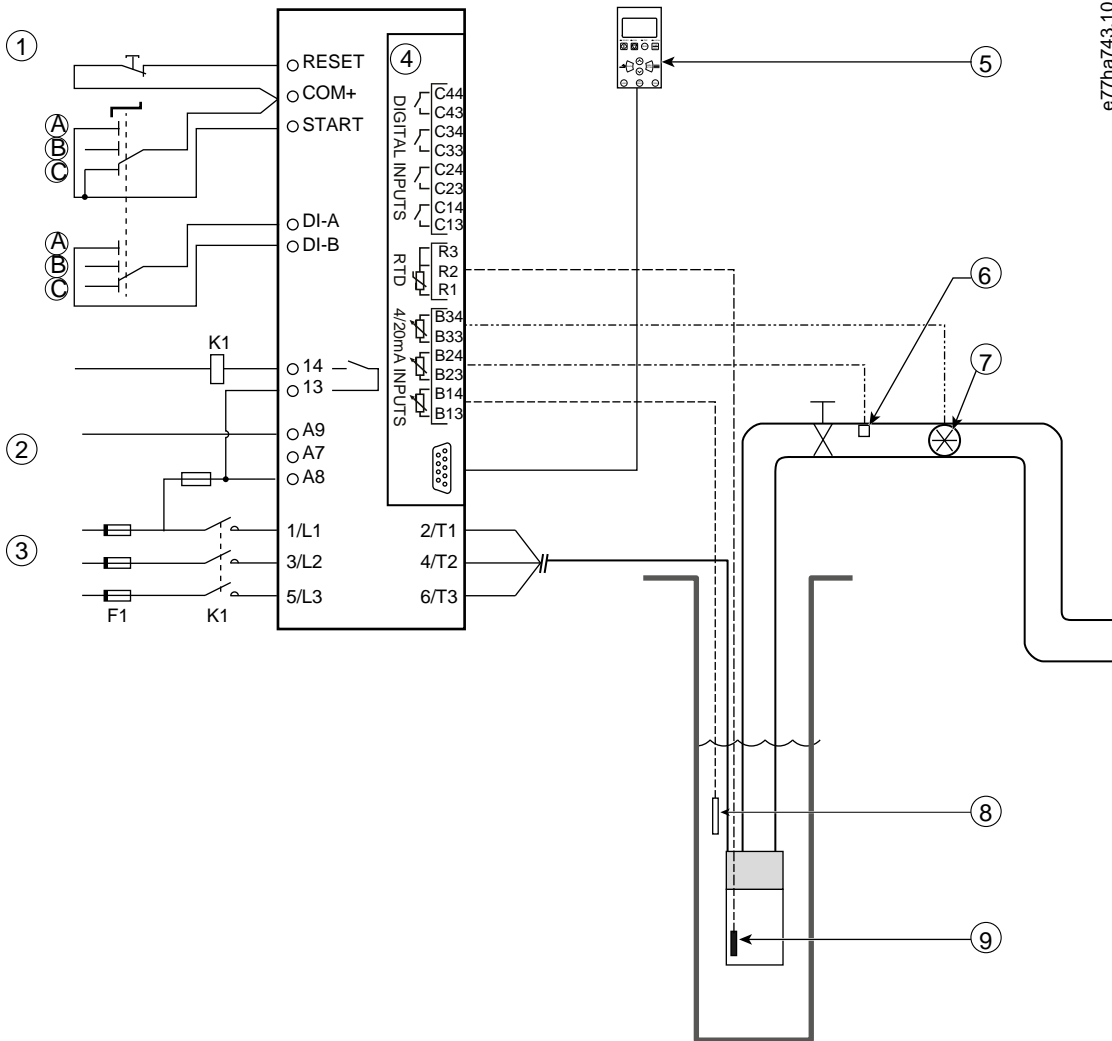 1
RESET
COM+
START
A
B
C
DI-A
DI-B
A
B
C
K1
14
13
2
A9
A7
A8
3
1/L1
3/L2
5/L3
F1
K1
2/T1
4/T2
6/T3
4
DIGITAL INPUTS
C44
C43
C34
C33
C24
C23
C14
C13
RTD
R3
R2
R1
4/20mA INPUTS
B34
B33
B24
B23
B14
B13
5
6
7
8
9
e77ha743.10